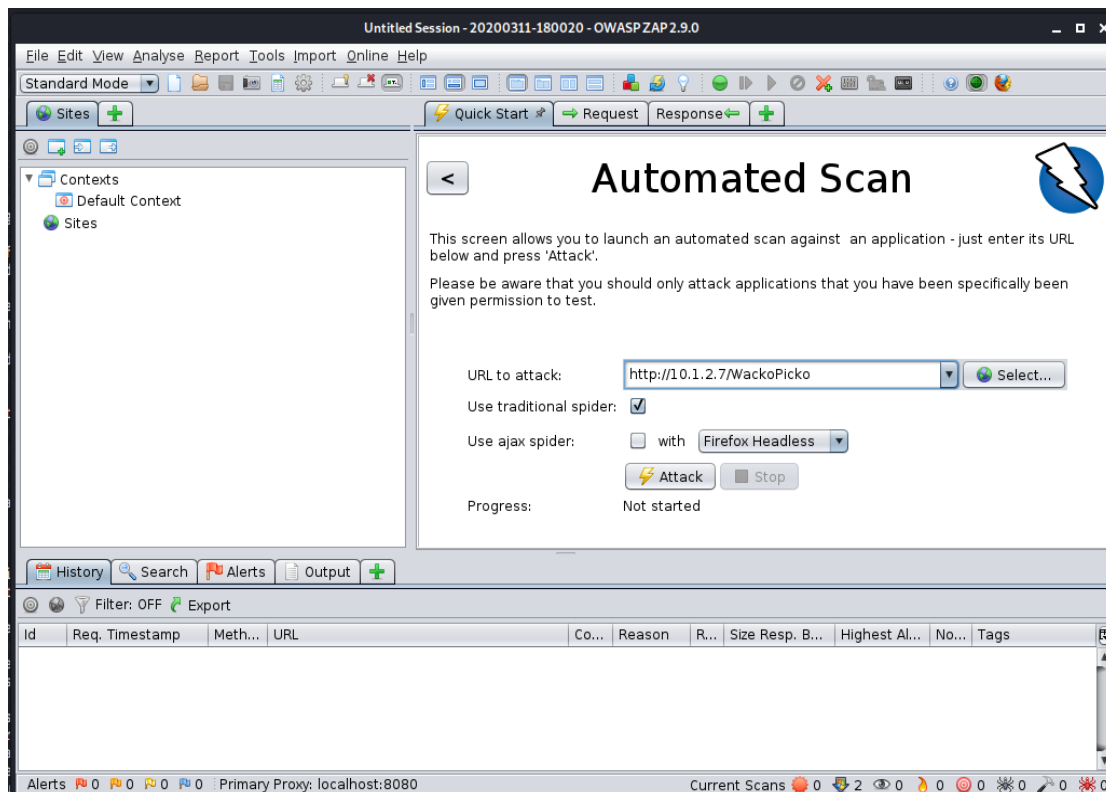 Untitled Session - 20200311-180020 - OWASP ZAP 2.9.0
File Edit View Analyse Report Tools Import Online Help
Standard Mode
Sites
Quick Start
Request
Response
Contexts
Default Context
Sites
<
Automated Scan
This screen allows you to launch an automated scan against an application - just enter its URL
below and press 'Attack'.
Please be aware that you should only attack applications that you have been specifically been
given permission to test.
URL to attack: http://10.1.2.7/WackoPicko Select...
Use traditional spider:
Use ajax spider: with Firefox Headless
Attack Stop
Progress: Not started
History Search Alerts Output
Filter: OFF Export
Id Req. Timestamp Meth... URL Co... Reason R... Size Resp. B... Highest Al... No... Tags
Alerts 0 0 0 0 Primary Proxy: localhost:8080 Current Scans 0 2 0 0 0 0 0 0